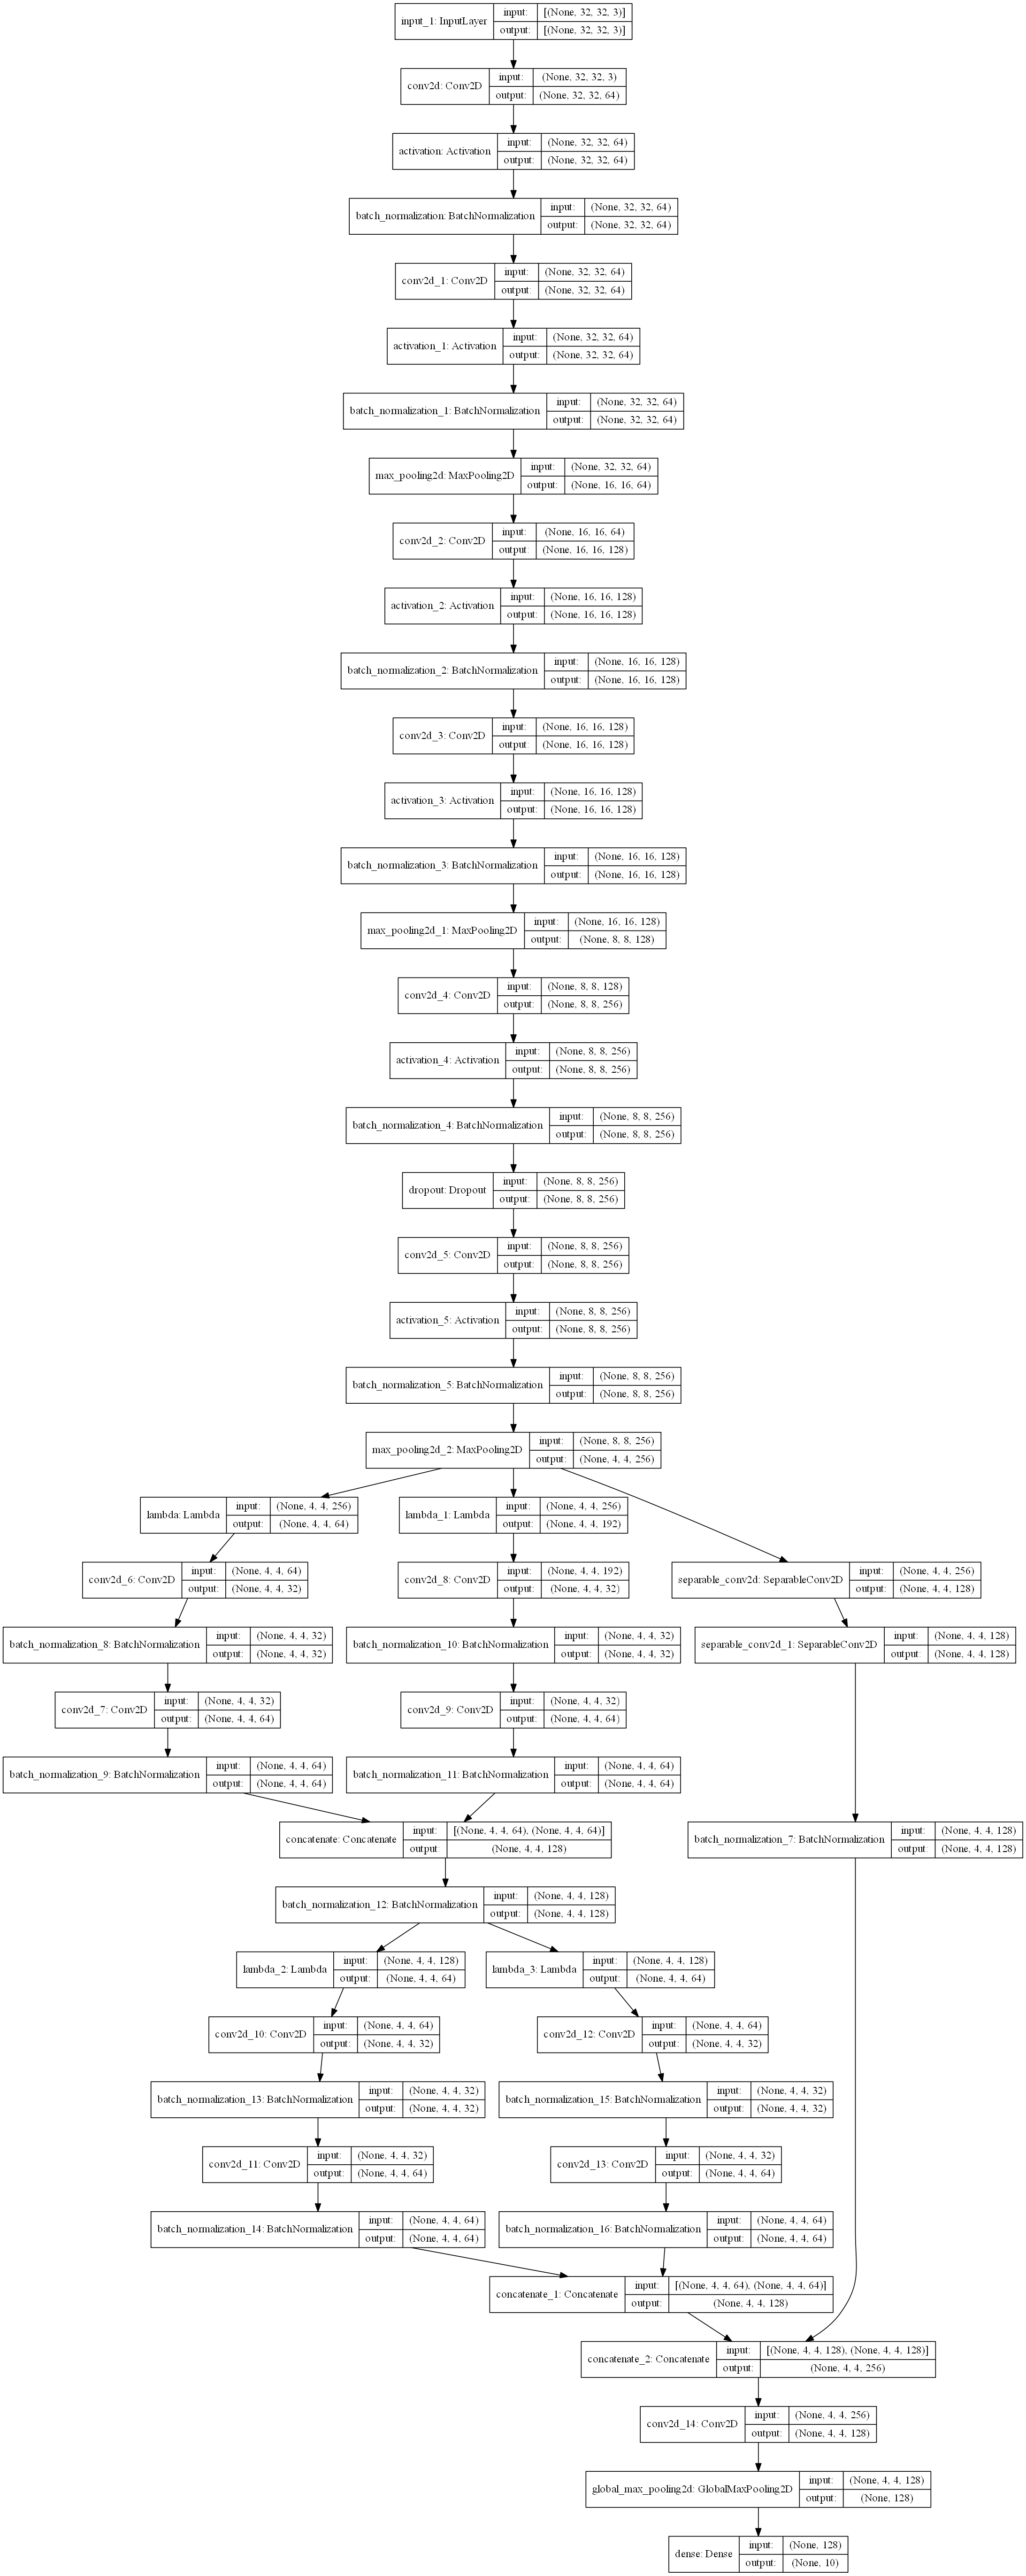 input_1: InputLayer
input: [(None, 32, 32, 3)]
output: [(None, 32, 32, 3)]
conv2d: Conv2D
input: (None, 32, 32, 3)
output: (None, 32, 32, 64)
activation: Activation
input: (None, 32, 32, 64)
output: (None, 32, 32, 64)
batch_normalization: BatchNormalization
input: (None, 32, 32, 64)
output: (None, 32, 32, 64)
conv2d_1: Conv2D
input: (None, 32, 32, 64)
output: (None, 32, 32, 64)
activation_1: Activation
input: (None, 32, 32, 64)
output: (None, 32, 32, 64)
batch_normalization_1: BatchNormalization
input: (None, 32, 32, 64)
output: (None, 32, 32, 64)
max_pooling2d: MaxPooling2D
input: (None, 32, 32, 64)
output: (None, 16, 16, 64)
conv2d_2: Conv2D
input: (None, 16, 16, 64)
output: (None, 16, 16, 128)
activation_2: Activation
input: (None, 16, 16, 128)
output: (None, 16, 16, 128)
batch_normalization_2: BatchNormalization
input: (None, 16, 16, 128)
output: (None, 16, 16, 128)
conv2d_3: Conv2D
input: (None, 16, 16, 128)
output: (None, 16, 16, 128)
activation_3: Activation
input: (None, 16, 16, 128)
output: (None, 16, 16, 128)
batch_normalization_3: BatchNormalization
input: (None, 16, 16, 128)
output: (None, 16, 16, 128)
max_pooling2d_1: MaxPooling2D
input: (None, 16, 16, 128)
output: (None, 8, 8, 128)
conv2d_4: Conv2D
input: (None, 8, 8, 128)
output: (None, 8, 8, 256)
activation_4: Activation
input: (None, 8, 8, 256)
output: (None, 8, 8, 256)
batch_normalization_4: BatchNormalization
input: (None, 8, 8, 256)
output: (None, 8, 8, 256)
dropout: Dropout
input: (None, 8, 8, 256)
output: (None, 8, 8, 256)
conv2d_5: Conv2D
input: (None, 8, 8, 256)
output: (None, 8, 8, 256)
activation_5: Activation
input: (None, 8, 8, 256)
output: (None, 8, 8, 256)
batch_normalization_5: BatchNormalization
input: (None, 8, 8, 256)
output: (None, 8, 8, 256)
max_pooling2d_2: MaxPooling2D
input: (None, 8, 8, 256)
output: (None, 4, 4, 256)
lambda: Lambda
input: (None, 4, 4, 256)
output: (None, 4, 4, 64)
lambda_1: Lambda
input: (None, 4, 4, 256)
output: (None, 4, 4, 192)
conv2d_6: Conv2D
input: (None, 4, 4, 64)
output: (None, 4, 4, 32)
conv2d_8: Conv2D
input: (None, 4, 4, 192)
output: (None, 4, 4, 32)
separable_conv2d: SeparableConv2D
input: (None, 4, 4, 256)
output: (None, 4, 4, 128)
batch_normalization_8: BatchNormalization
input: (None, 4, 4, 32)
output: (None, 4, 4, 32)
batch_normalization_10: BatchNormalization
input: (None, 4, 4, 32)
output: (None, 4, 4, 32)
separable_conv2d_1: SeparableConv2D
input: (None, 4, 4, 128)
output: (None, 4, 4, 128)
conv2d_7: Conv2D
input: (None, 4, 4, 32)
output: (None, 4, 4, 64)
conv2d_9: Conv2D
input: (None, 4, 4, 32)
output: (None, 4, 4, 64)
batch_normalization_9: BatchNormalization
input: (None, 4, 4, 64)
output: (None, 4, 4, 64)
batch_normalization_11: BatchNormalization
input: (None, 4, 4, 64)
output: (None, 4, 4, 64)
concatenate: Concatenate
input: [(None, 4, 4, 64), (None, 4, 4, 64)]
output: (None, 4, 4, 128)
batch_normalization_7: BatchNormalization
input: (None, 4, 4, 128)
output: (None, 4, 4, 128)
batch_normalization_12: BatchNormalization
input: (None, 4, 4, 128)
output: (None, 4, 4, 128)
lambda_2: Lambda
input: (None, 4, 4, 128)
output: (None, 4, 4, 64)
lambda_3: Lambda
input: (None, 4, 4, 128)
output: (None, 4, 4, 64)
conv2d_10: Conv2D
input: (None, 4, 4, 64)
output: (None, 4, 4, 32)
conv2d_12: Conv2D
input: (None, 4, 4, 64)
output: (None, 4, 4, 32)
batch_normalization_13: BatchNormalization
input: (None, 4, 4, 32)
output: (None, 4, 4, 32)
batch_normalization_15: BatchNormalization
input: (None, 4, 4, 32)
output: (None, 4, 4, 32)
conv2d_11: Conv2D
input: (None, 4, 4, 32)
output: (None, 4, 4, 64)
conv2d_13: Conv2D
input: (None, 4, 4, 32)
output: (None, 4, 4, 64)
batch_normalization_14: BatchNormalization
input: (None, 4, 4, 64)
output: (None, 4, 4, 64)
batch_normalization_16: BatchNormalization
input: (None, 4, 4, 64)
output: (None, 4, 4, 64)
concatenate_1: Concatenate
input: [(None, 4, 4, 64), (None, 4, 4, 64)]
output: (None, 4, 4, 128)
concatenate_2: Concatenate
input: [(None, 4, 4, 128), (None, 4, 4, 128)]
output: (None, 4, 4, 256)
conv2d_14: Conv2D
input: (None, 4, 4, 256)
output: (None, 4, 4, 128)
global_max_pooling2d: GlobalMaxPooling2D
input: (None, 4, 4, 128)
output: (None, 128)
dense: Dense
input: (None, 128)
output: (None, 10)